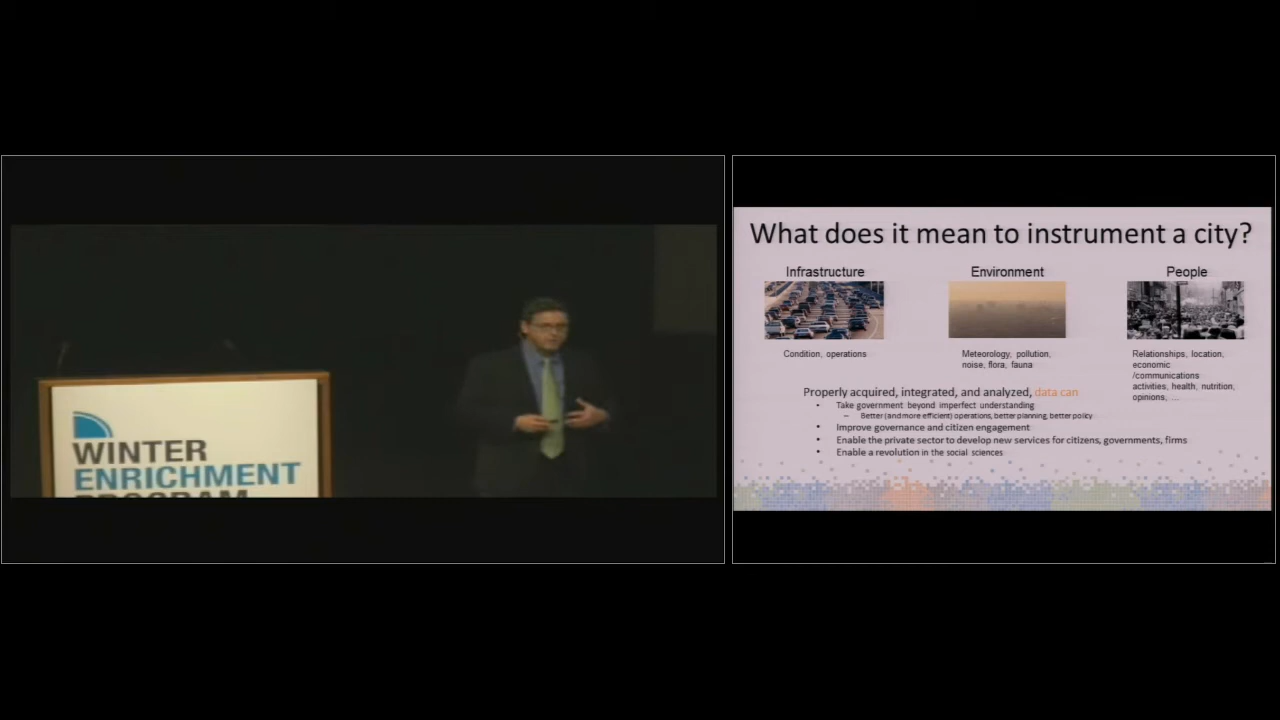 WINTER
ENRICHMENT
PROGRAM
What does it mean to instrument a city?
Infrastructure
Environment
People
Condition, operations
Meteorology, pollution,
noise, flora, fauna
Relationships, location,
economic
/communications
activities, health, nutrition,
opinions, ...
Properly acquired, integrated, and analyzed, data can
• Take government beyond imperfect understanding
– Better (and more efficient) operations, better planning, better policy
• Improve governance and citizen engagement
• Enable the private sector to develop new services for citizens, governments, firms
• Enable a revolution in the social sciences